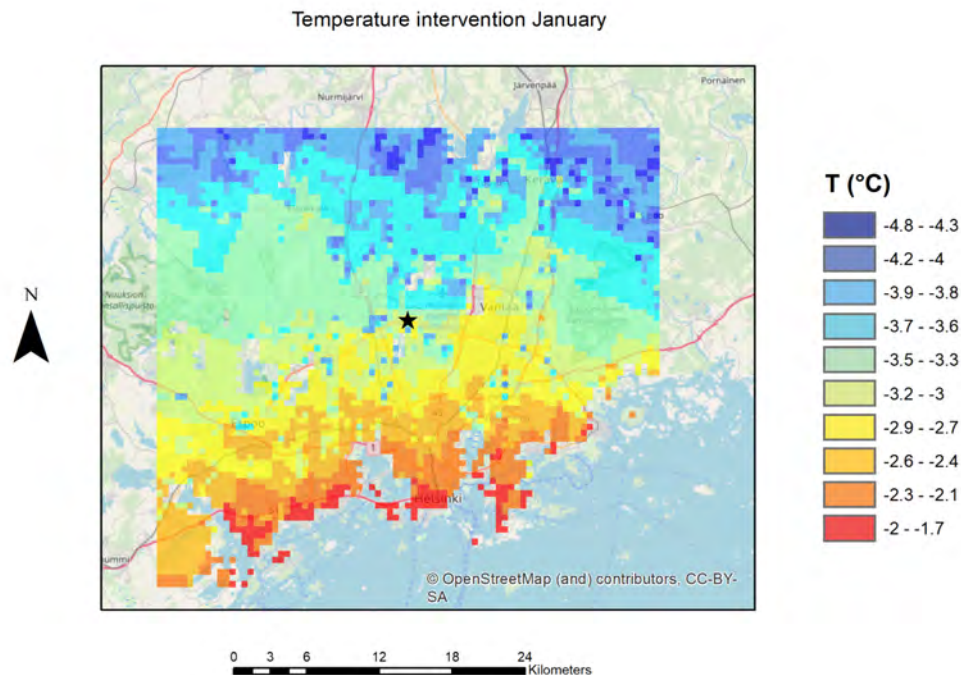 Temperature intervention January
Nurmijärvi
Järvenpää
Pornainen
N
Nuuksion
Vantaa
Espoo
1
Helsinki
ummi
© OpenStreetMap (and) contributors, CC-BY-
SA
T (°C)
-4.8 - -4.3
-4.2 - -4
-3.9 - -3.8
-3.7 - -3.6
-3.5 - -3.3
-3.2 - -3
-2.9 - -2.7
-2.6 - -2.4
-2.3 - -2.1
-2 - -1.7
0 3 6 12 18 24
Kilometers